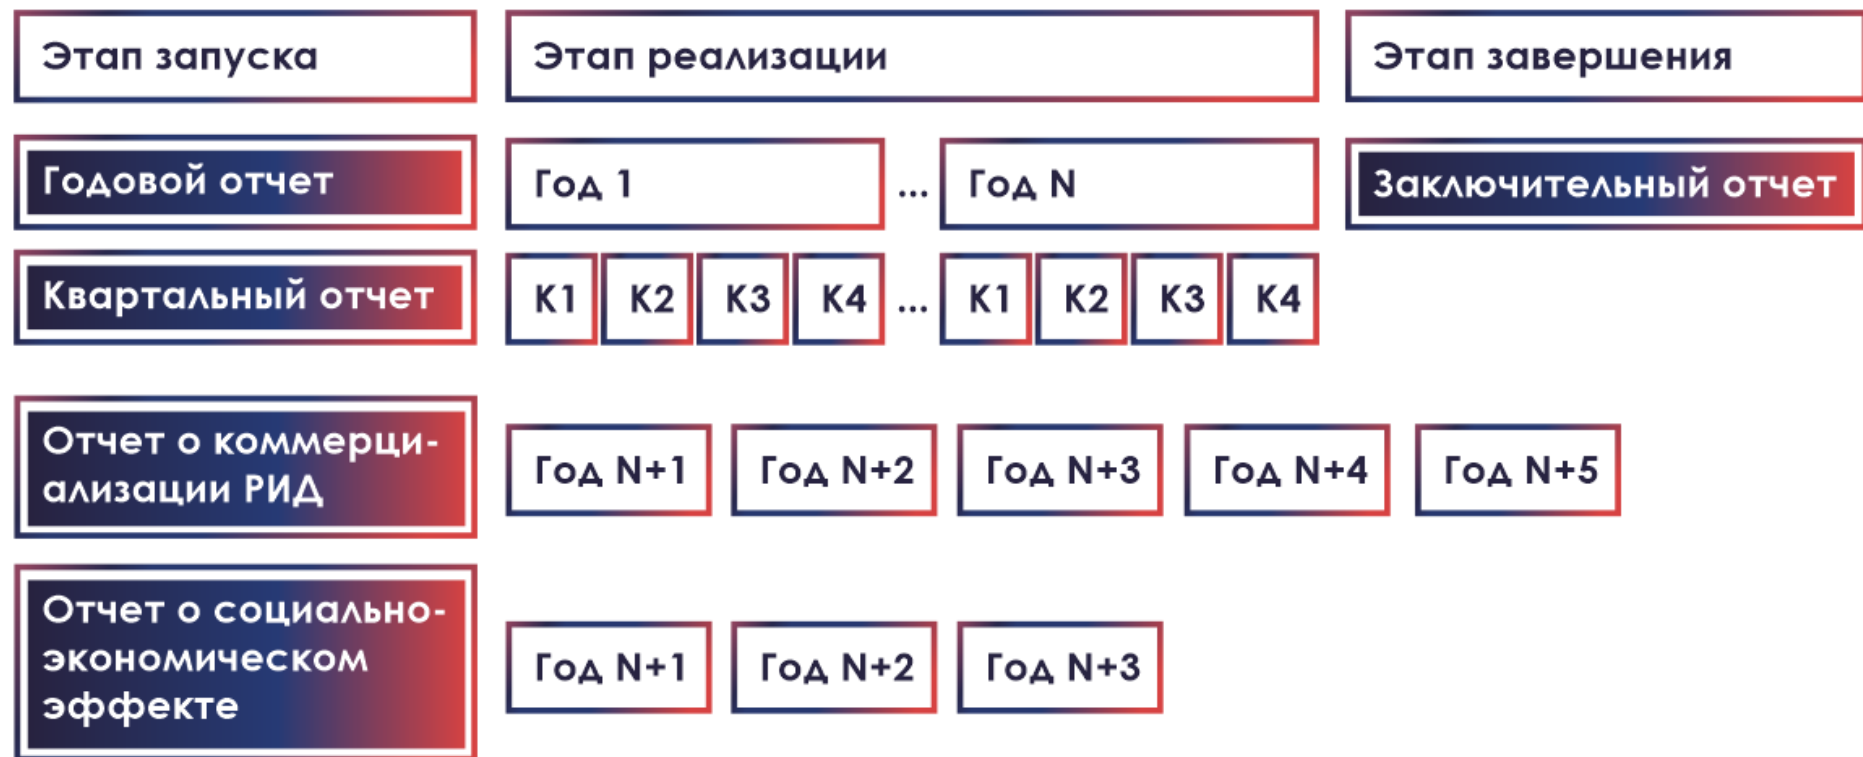 Этап запуска
Этап реализации
Этап завершения
Годовой отчет
Год 1
...
Год N
Заключительный отчет
Квартальный отчет
К1
К2
К3
К4
...
К1
К2
К3
К4
Отчет о коммерци-
ализации РИД
Год N+1
Год N+2
Год N+3
Год N+4
Год N+5
Отчет о социально-
экономическом
эффекте
Год N+1
Год N+2
Год N+3